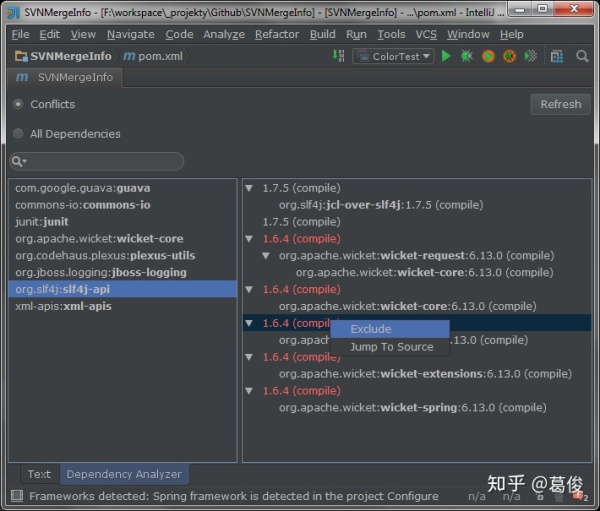 SVNMergeInfo - [F:\workspace\_projekty\Github\SVNMergeInfo] - [SVNMergeInfo] - ...\pom.xml - IntelliJ
File Edit View Navigate Code Analyze Refactor Build Run Tools VCS Window Help
SVNMergeInfo m pom.xml ColorTest
m SVNMergeInfo
Conflicts Refresh
All Dependencies
com.google.guava:guava
commons-io:commons-io
junit:junit
org.apache.wicket:wicket-core
org.codehaus.plexus:plexus-utils
org.jboss.logging:jboss-logging
org.slf4j:slf4j-api
xml-apis:xml-apis
1.7.5 (compile)
org.slf4j:jcl-over-slf4j:1.7.5 (compile)
1.7.5 (compile)
1.6.4 (compile)
org.apache.wicket:wicket-request:6.13.0 (compile)
org.apache.wicket:wicket-core:6.13.0 (compile)
1.6.4 (compile)
org.apache.wicket:wicket-core:6.13.0 (compile)
1.6.4 (compile)
Exclude
Jump To Source
org.apac .13.0 (compile)
1.6.4 (compile)
org.apache.wicket:wicket-extensions:6.13.0 (compile)
1.6.4 (compile)
org.apache.wicket:wicket-spring:6.13.0 (compile)
Text Dependency Analyzer
Frameworks detected: Spring framework is detected in the project Configure n/a n/a
知乎 @葛俊